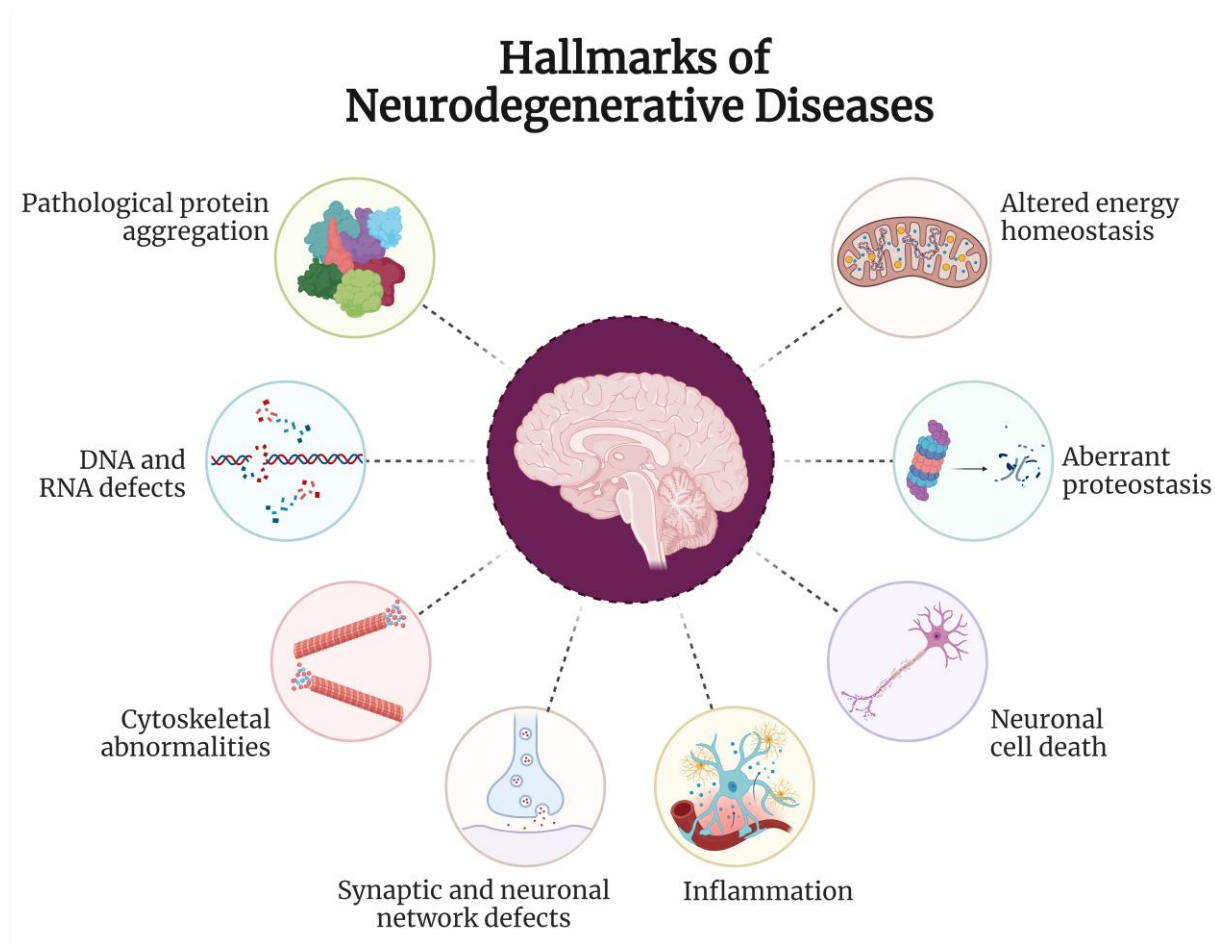 Hallmarks of
Neurodegenerative Diseases
Pathological protein
aggregation
Altered energy
homeostasis
DNA and
RNA defects
Aberrant
proteostasis
Cytoskeletal
abnormalities
Neuronal
cell death
Synaptic and neuronal
network defects
Inflammation